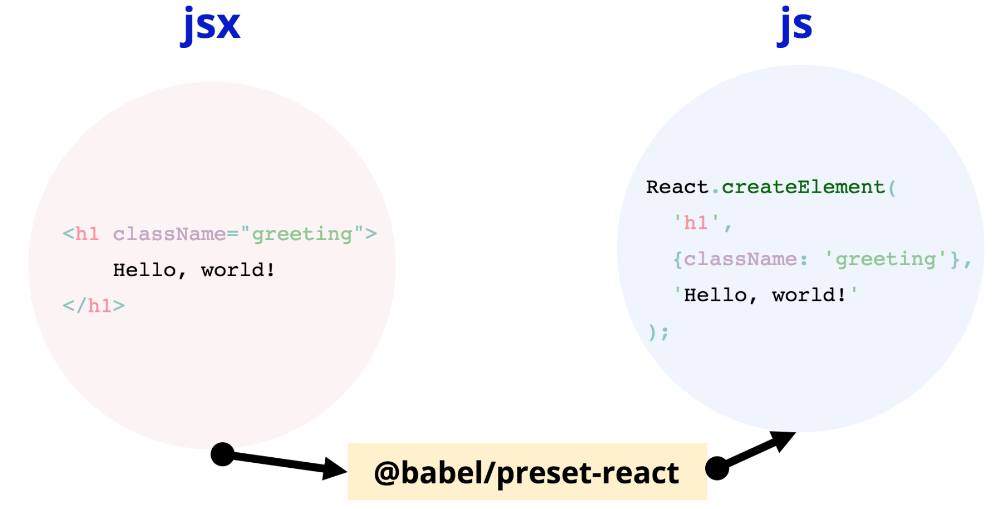 jsx
<h1 className="greeting">
Hello, world!
</h1>
js
React.createElement(
'h1',
{className: 'greeting'},
'Hello, world!'
);
@babel/preset-react